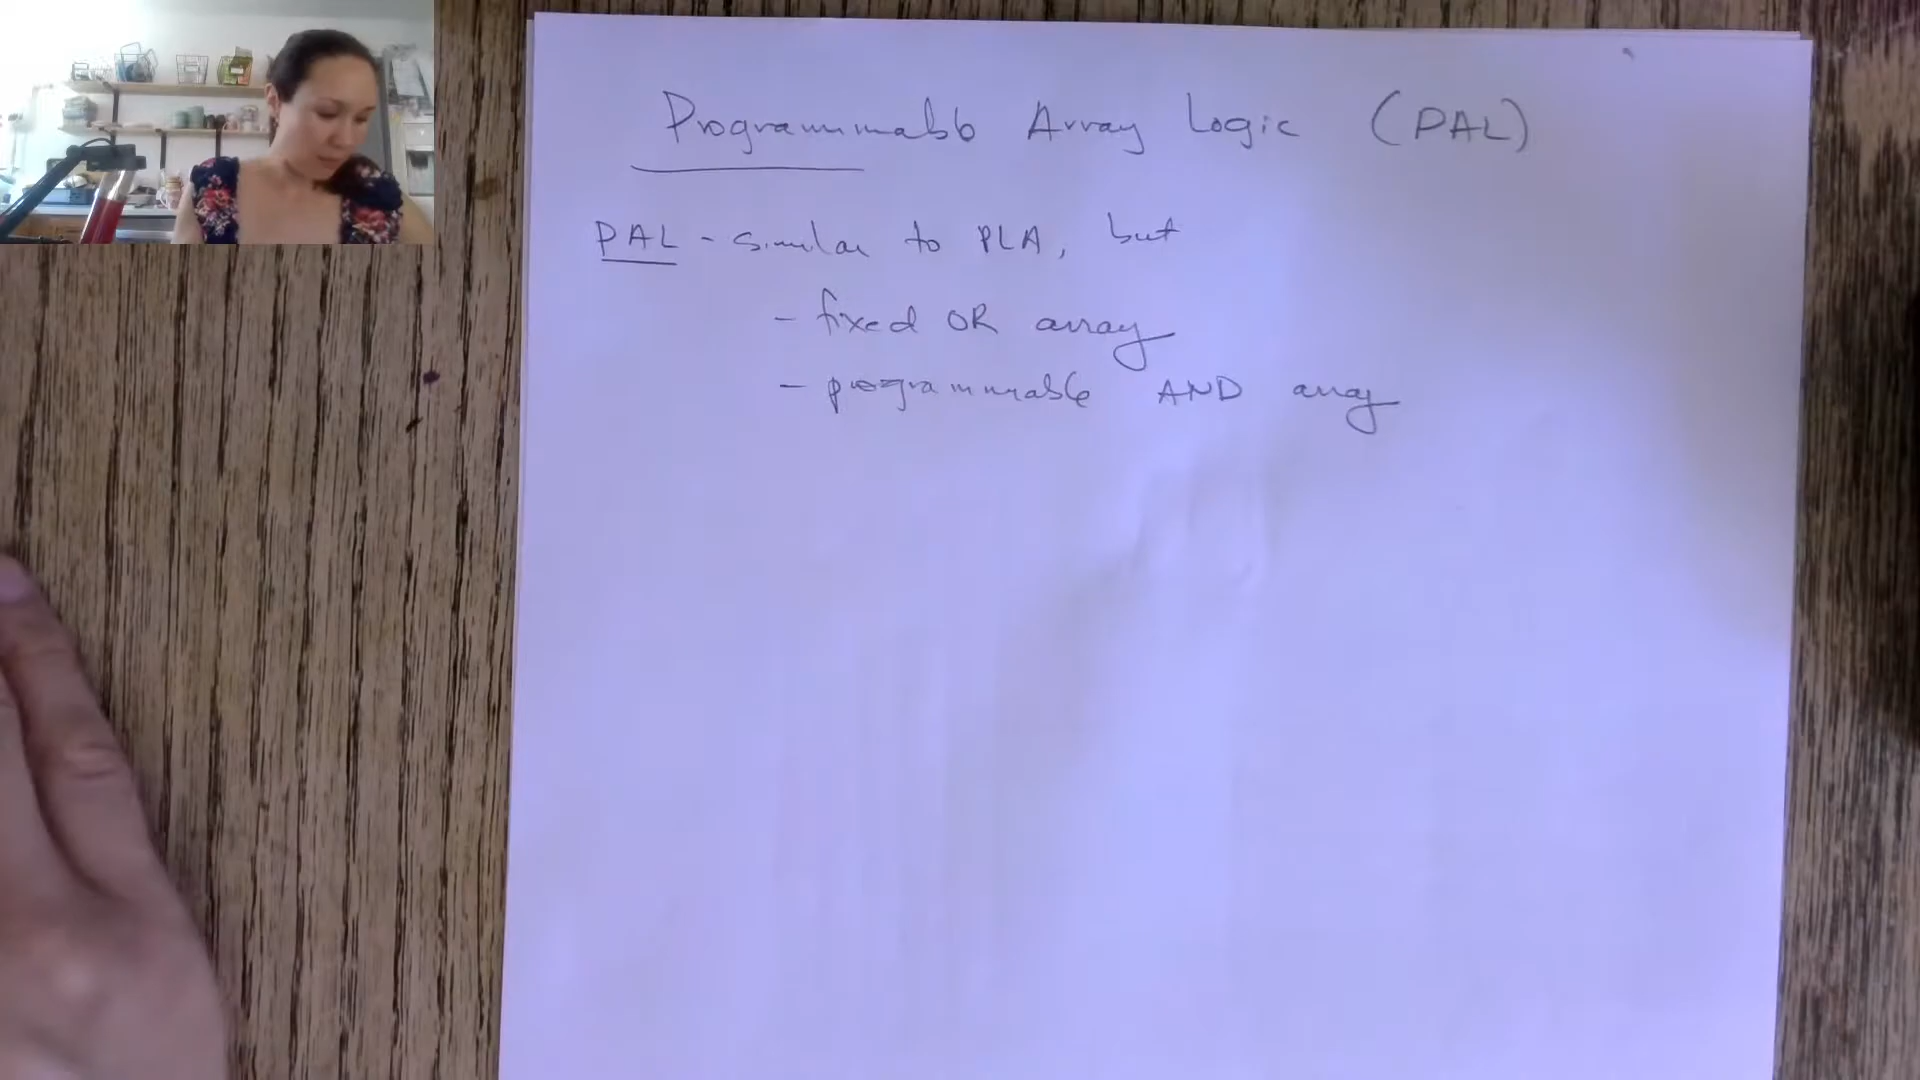 Programmable Array Logic (PAL)
PAL - similar to PLA, but
- fixed OR array
- programmable AND array